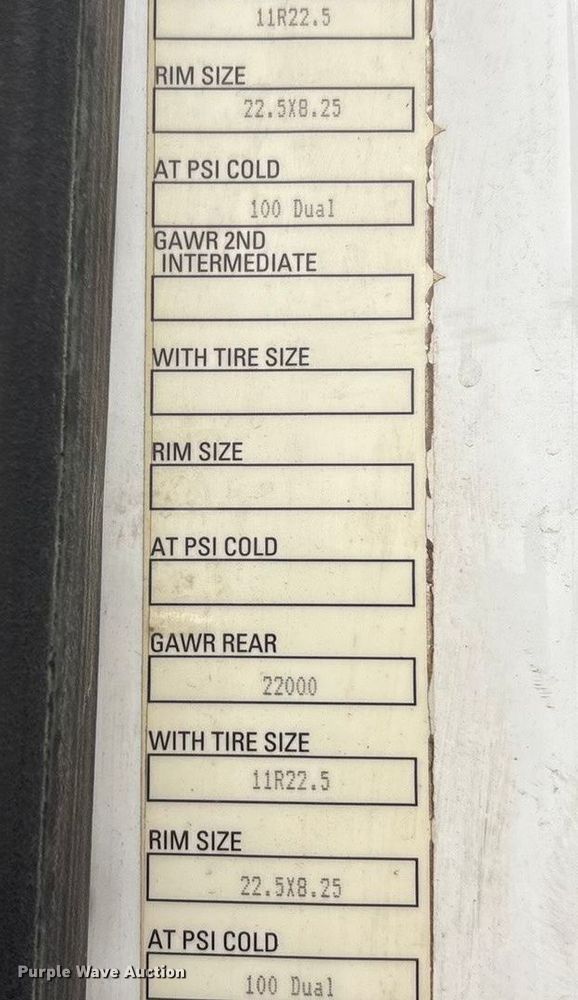 11R22.5
RIM SIZE
22.5X8.25
AT PSI COLD
100 Dual
GAWR 2ND
INTERMEDIATE
WITH TIRE SIZE
RIM SIZE
AT PSI COLD
GAWR REAR
22000
WITH TIRE SIZE
11R22.5
RIM SIZE
22.5X8.25
AT PSI COLD
100 Dual
Purple Wave Auction